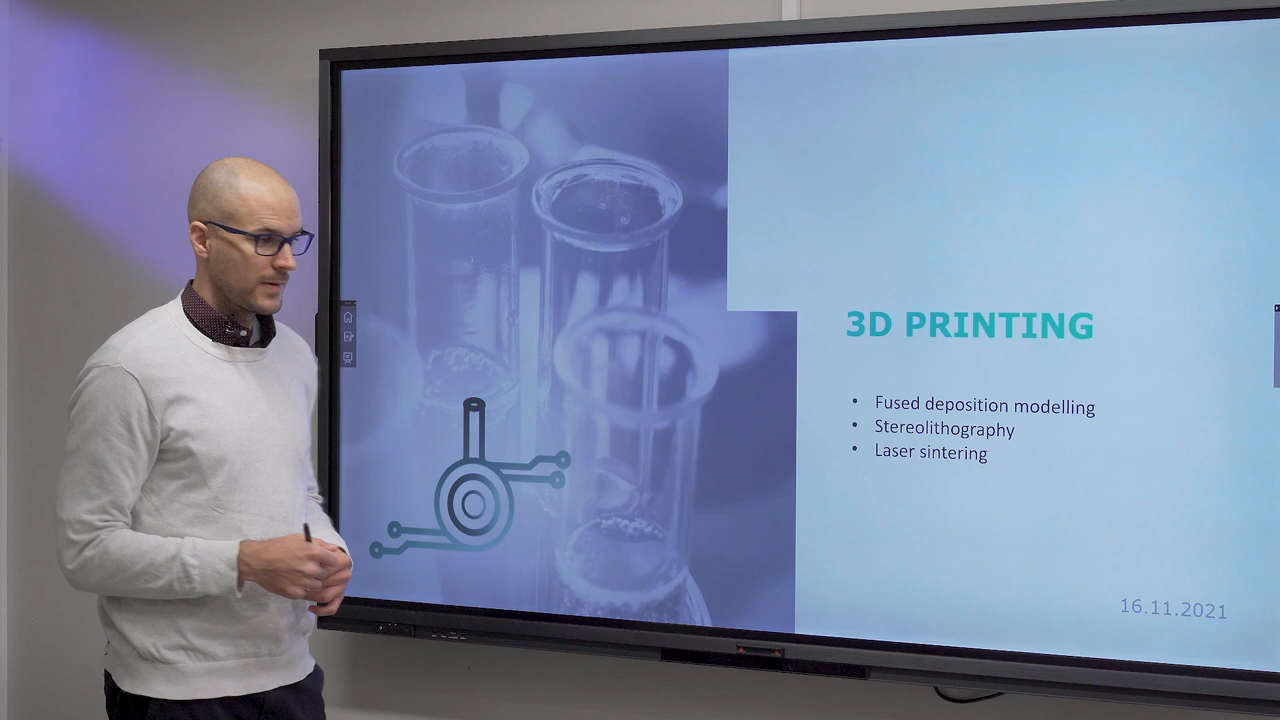 3D PRINTING
• Fused deposition modelling
• Stereolithography
• Laser sintering
16.11.2021